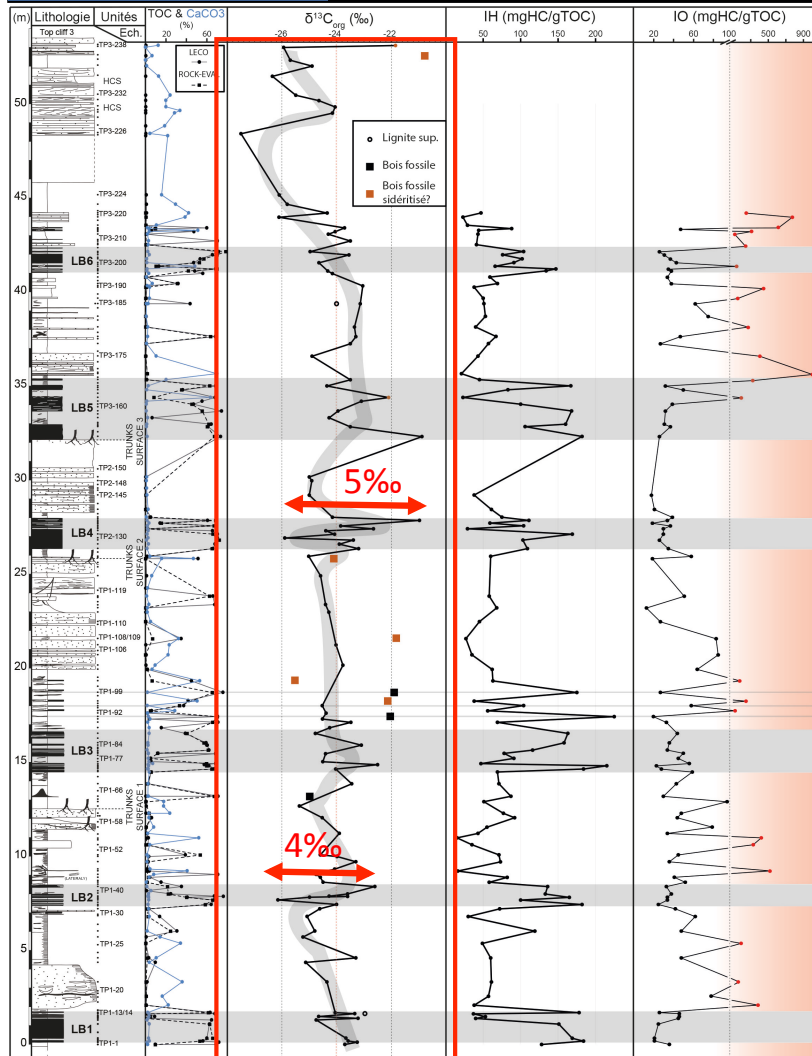 (m) Lithologie Unités TOC & CaCO3 δ¹³Corg (‰) IH (mgHC/gTOC) IO (mgHC/gTOC)
Ech. (%)
-26 -24 -22
50 100 150 200
20 60 100 500 900
Top cliff 3
TP3-238
LECO
ROCK-EVAL
HCS
TP3-232
HCS
50
TP3-226
Lignite sup.
Bois fossile
Bois fossile
sidéritisé?
TP3-224
45
TP3-220
TP3-210
LB6
TP3-200
TP3-190
40
TP3-185
TP3-175
35
LB5
TP3-160
TRUNKS
SURFACE 3
TP2-150
30
TP2-148
TP2-145
5‰
LB4
TP2-130
TRUNKS
SURFACE 2
25
TP1-119
TP1-110
TP1-108/109
TP1-106
20
TP1-99
TP1-92
LB3
TP1-84
TP1-77
15
TP1-66
TRUNKS
SURFACE 1
TP1-58
10
TP1-52
4‰
(LATERAL?)
LB2
TP1-40
TP1-30
5
TP1-25
TP1-20
LB1
TP1-13/14
0
TP1-1
0 20 40 60
-26 -24 -22